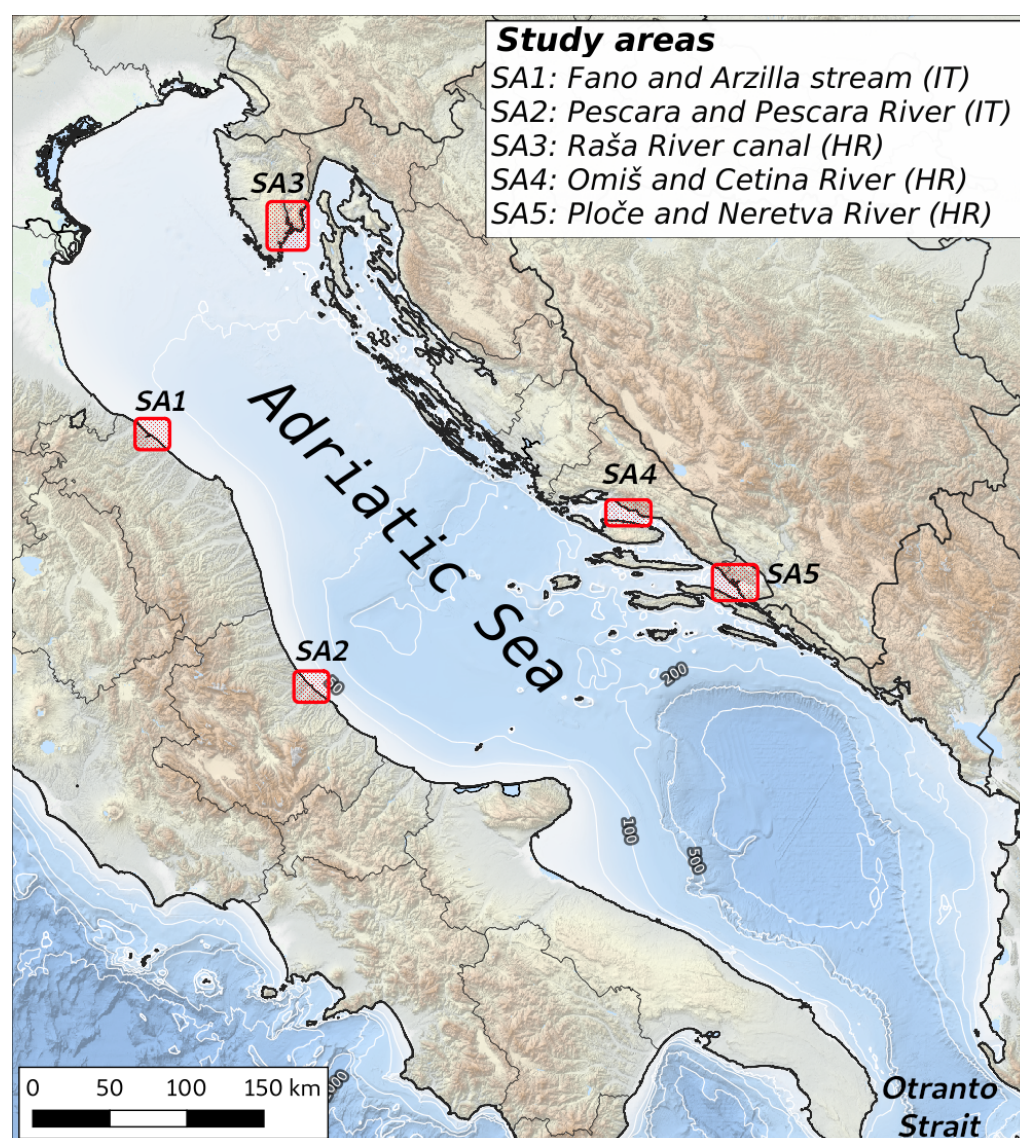 Study areas
SA1: Fano and Arzilla stream (IT)
SA2: Pescara and Pescara River (IT)
SA3: Raša River canal (HR)
SA4: Omiš and Cetina River (HR)
SA5: Ploče and Neretva River (HR)
SA3
SA1
Adriatic Sea
SA4
SA5
SA2
50
200
100
500
0 50 100 150 km
Otranto
Strait